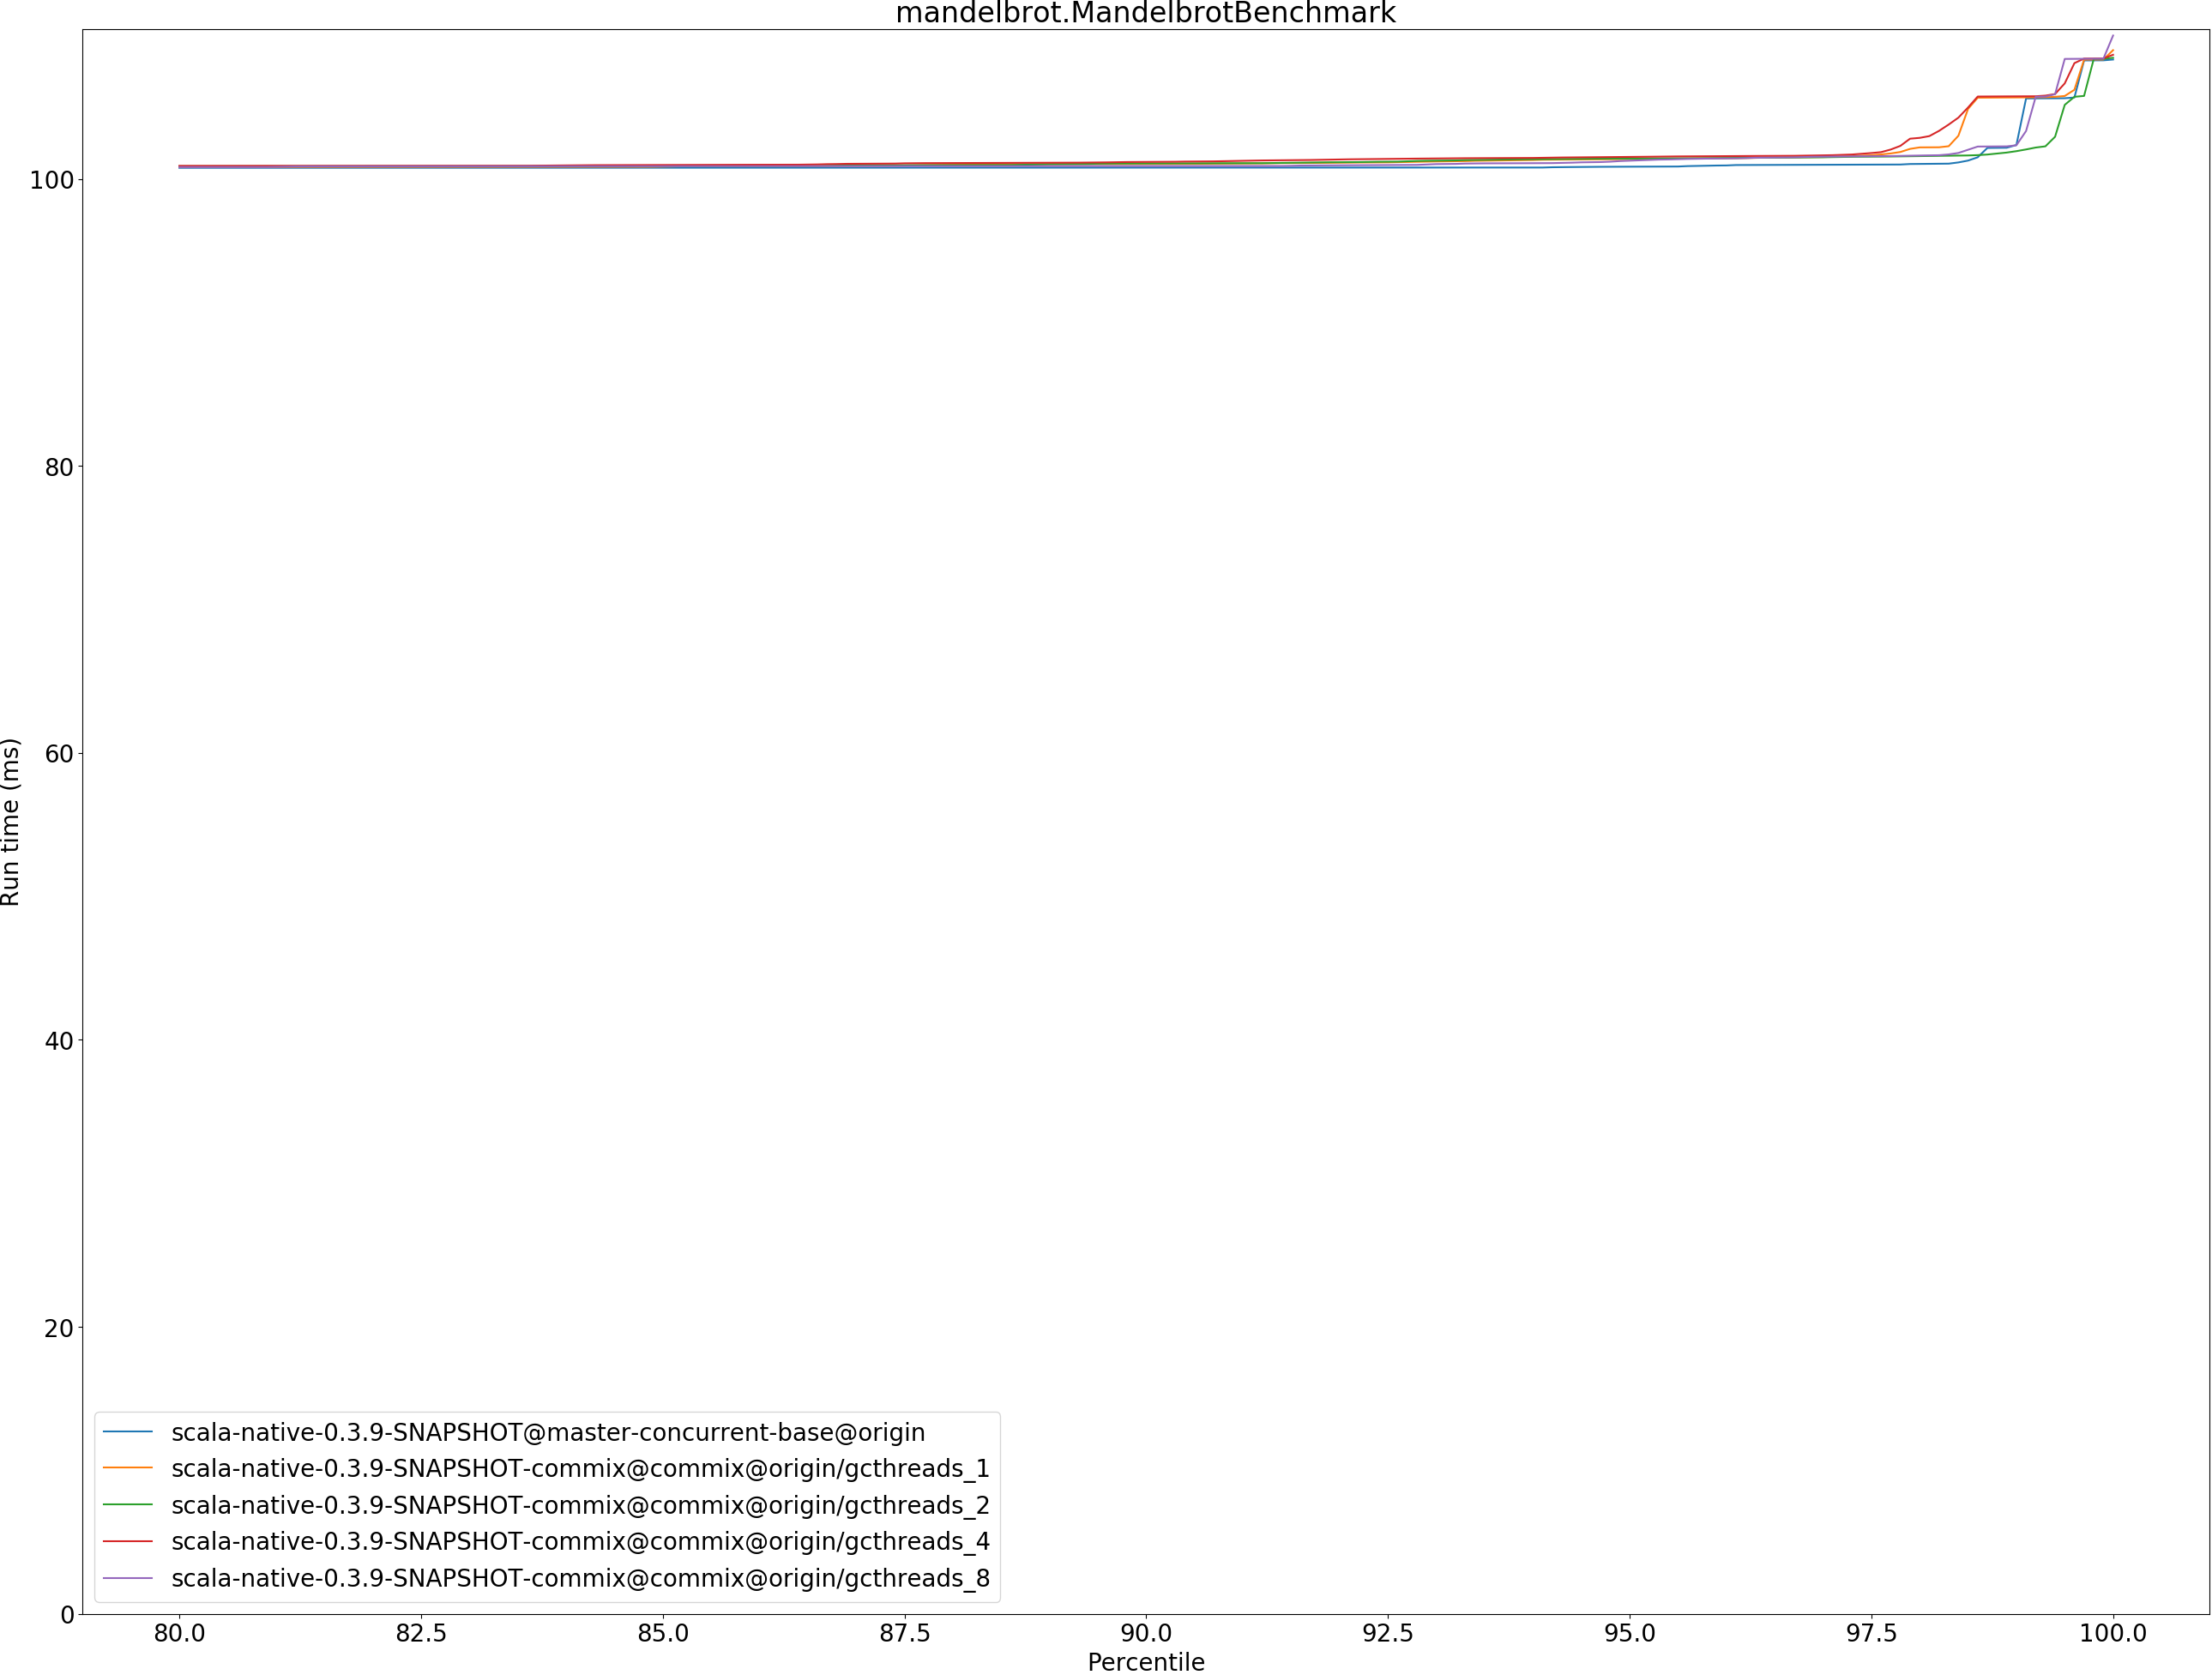 mandelbrot.MandelbrotBenchmark
100
80
60
40
20
0
Run time (ms)
scala-native-0.3.9-SNAPSHOT@master-concurrent-base@origin
scala-native-0.3.9-SNAPSHOT-commix@commix@origin/gcthreads_1
scala-native-0.3.9-SNAPSHOT-commix@commix@origin/gcthreads_2
scala-native-0.3.9-SNAPSHOT-commix@commix@origin/gcthreads_4
scala-native-0.3.9-SNAPSHOT-commix@commix@origin/gcthreads_8
80.0 82.5 85.0 87.5 90.0 92.5 95.0 97.5 100.0
Percentile